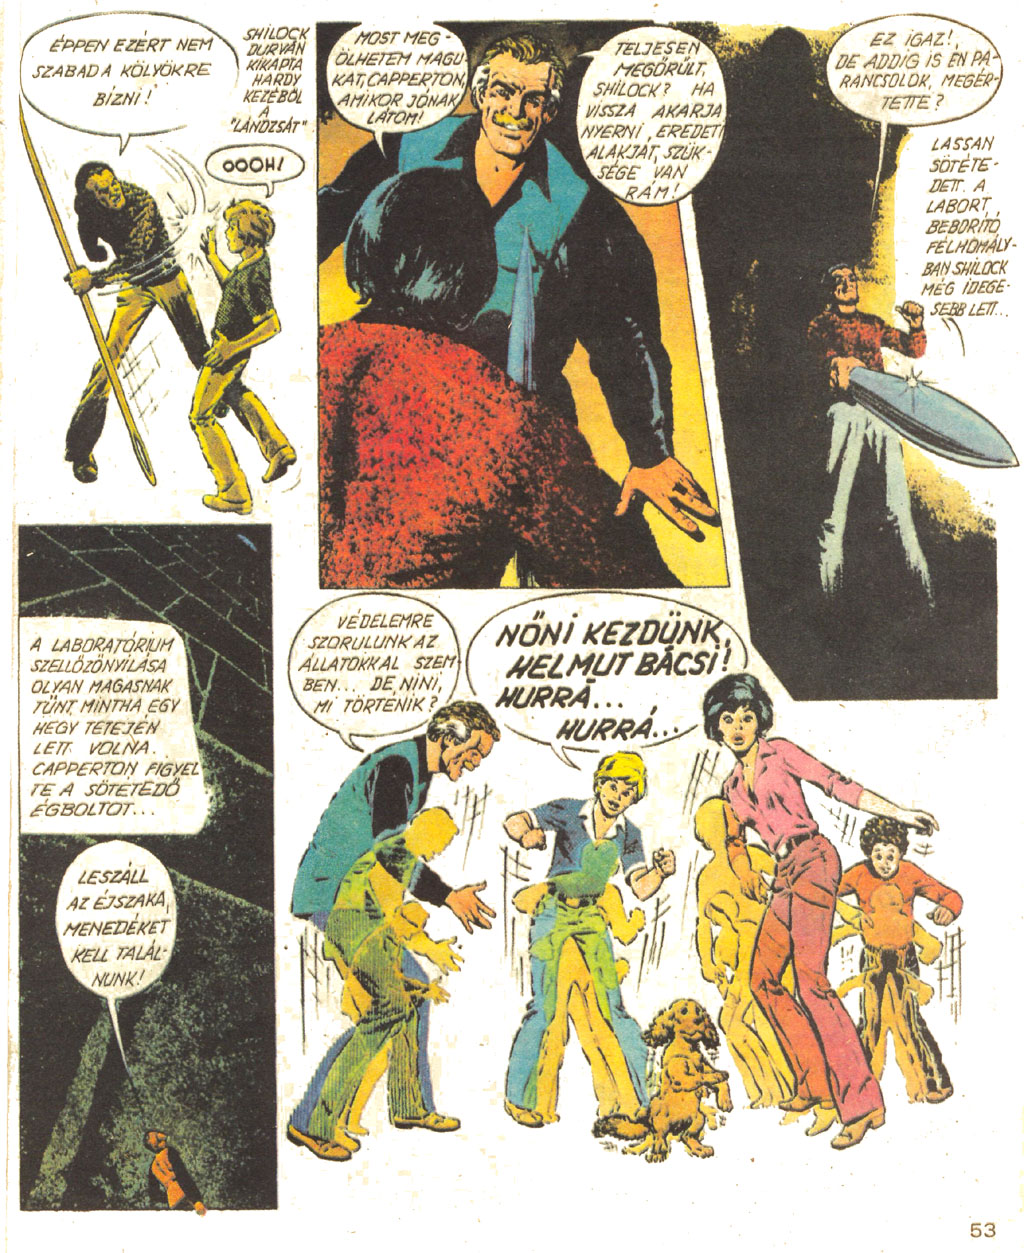 ÉPPEN EZÉRT NEM
SZABAD A KÖLYÖKRE
BÍZNI!
SHILOCK
DURVÁN
KIKAPTA
HARDY
KEZÉBŐL
A
"LÁNDZSÁT"
OOOH!
MOST MEG-
ÖLHETEM MAGU
KAT, CAPPERTON,
AMIKOR JÓNAK
LÁTOM!
TELJESEN
MEGŐRÜLT,
SHILOCK? HA
VISSZA AKARJA
NYERNI, EREDETI
ALAKJÁT, SZÜK-
SÉGE VAN
RÁM!
EZ IGAZ!
DE ADDIG IS ÉN PA-
RANCSOLOK, MEGÉR-
TETTE?
LASSAN
SÖTÉTE-
DETT. A
LABORT,
BEBORÍTÓ
FÉLHOMÁLY-
BAN SHILOCK
MÉG IDEGE-
SEBB LETT...
A LABORATÓRIUM
SZELLŐZŐNYÍLÁSA
OLYAN MAGASNAK
TŰNT, MINTHA EGY
HEGY TETEJÉN
LETT VOLNA.
CAPPERTON FIGYEL
TE A SÖTÉTEDŐ
ÉGBOLTOT...
LESZÁLL
AZ ÉJSZAKA,
MENEDÉKET
KELL TALÁL-
NUNK!
VÉDELEMRE
SZORULUNK AZ
ÁLLATOKKAL SZEM-
BEN... DE, NINI,
MI TÖRTÉNIK?
NŐNI KEZDÜNK,
HELMUT BÁCSI!
HURRÁ...
HURRÁ...
53